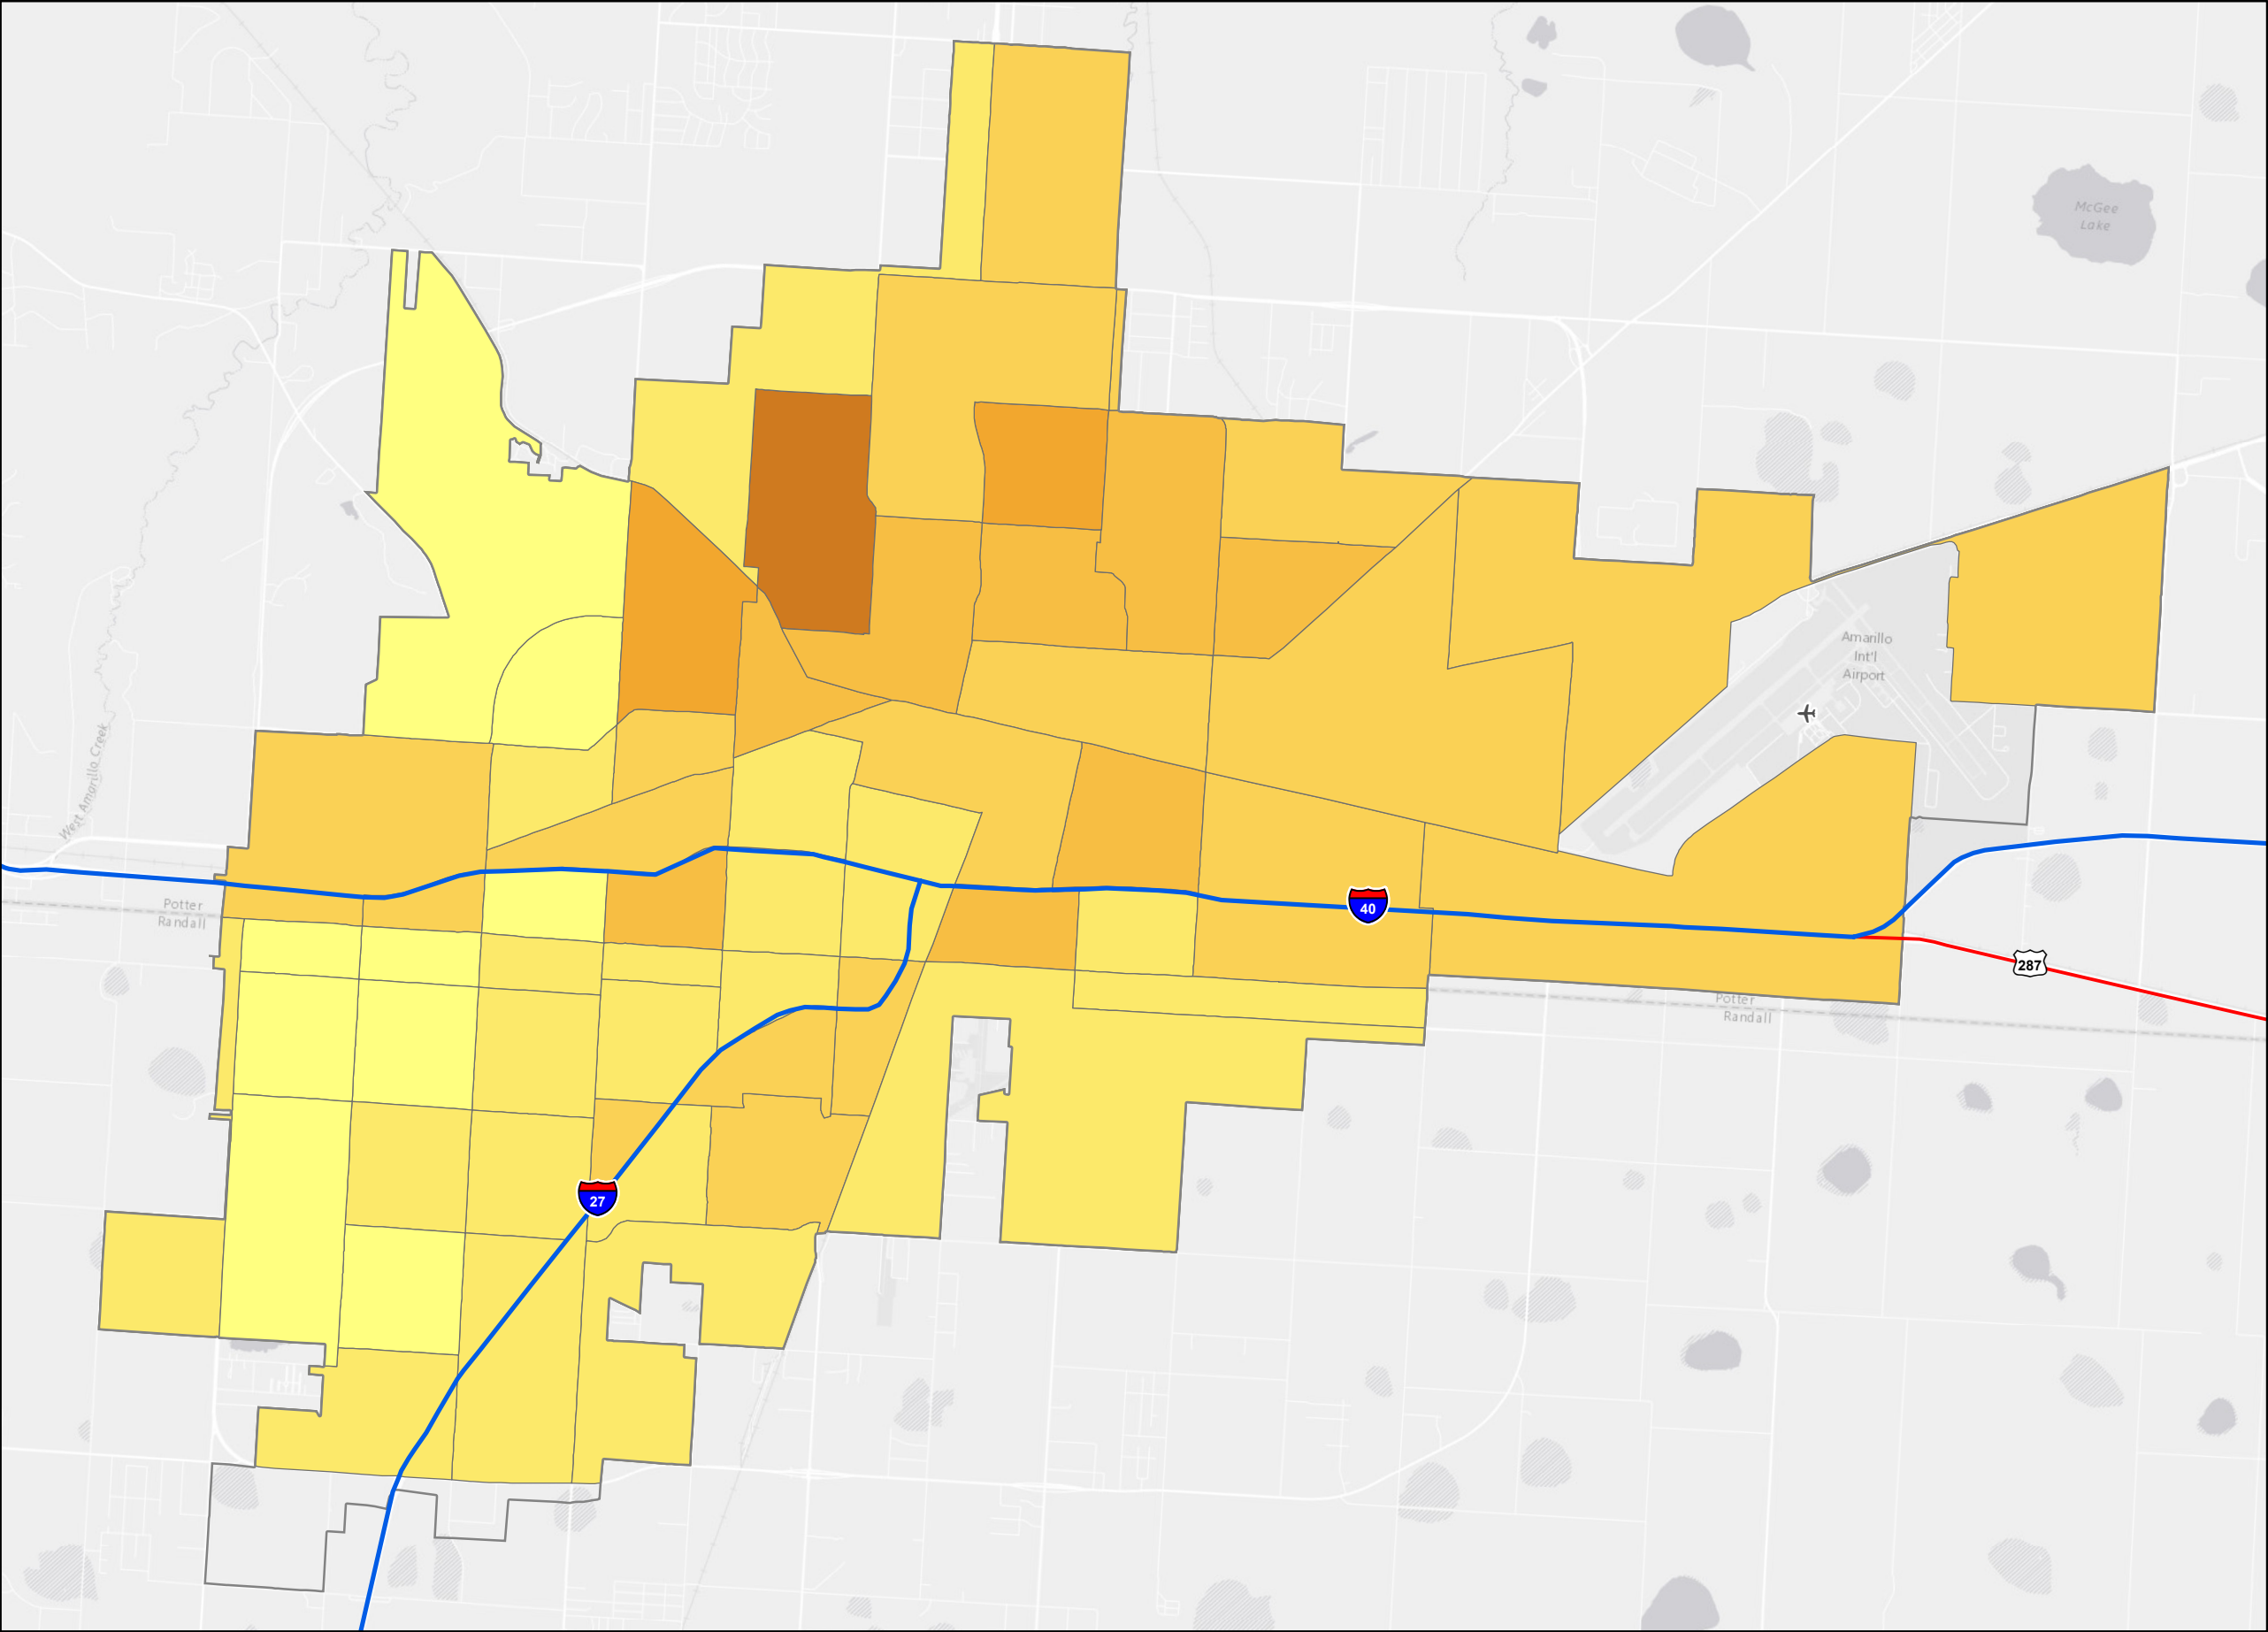 McGee
Lake
Amarillo
Int'l
Airport
West Amarillo Creek
Potter
Randall
40
287
Potter
Randall
27